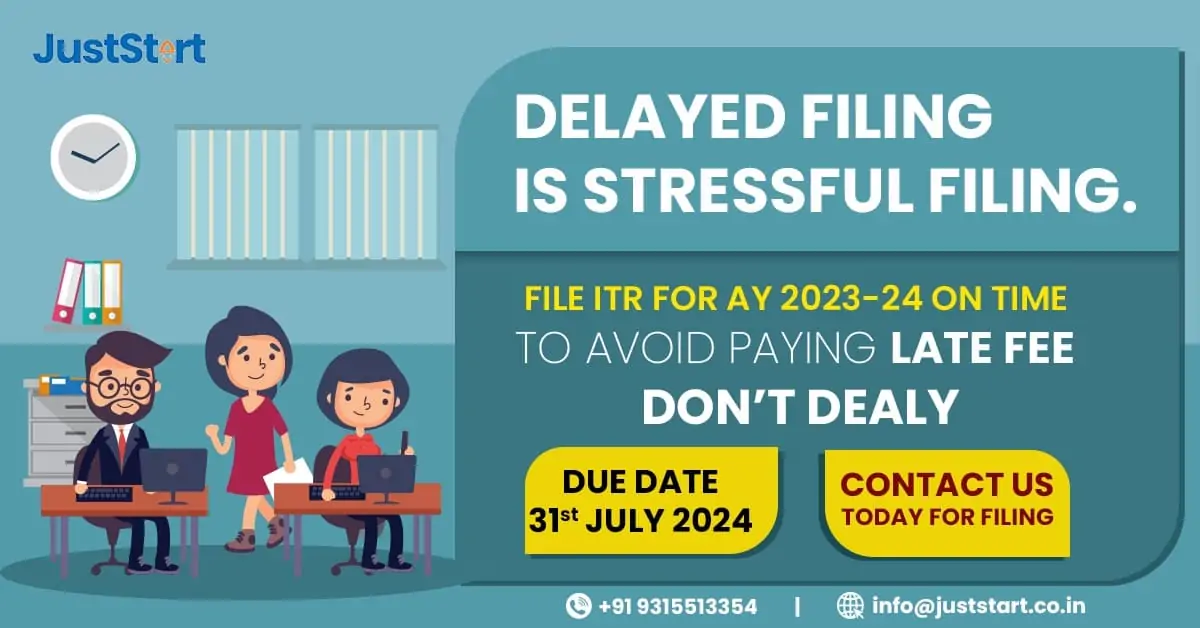 JustStart
DELAYED FILING
IS STRESSFUL FILING.
FILE ITR FOR AY 2023-24 ON TIME
TO AVOID PAYING LATE FEE
DON'T DEALY
DUE DATE
31st JULY 2024
CONTACT US
TODAY FOR FILING
+91 9315513354 | info@juststart.co.in